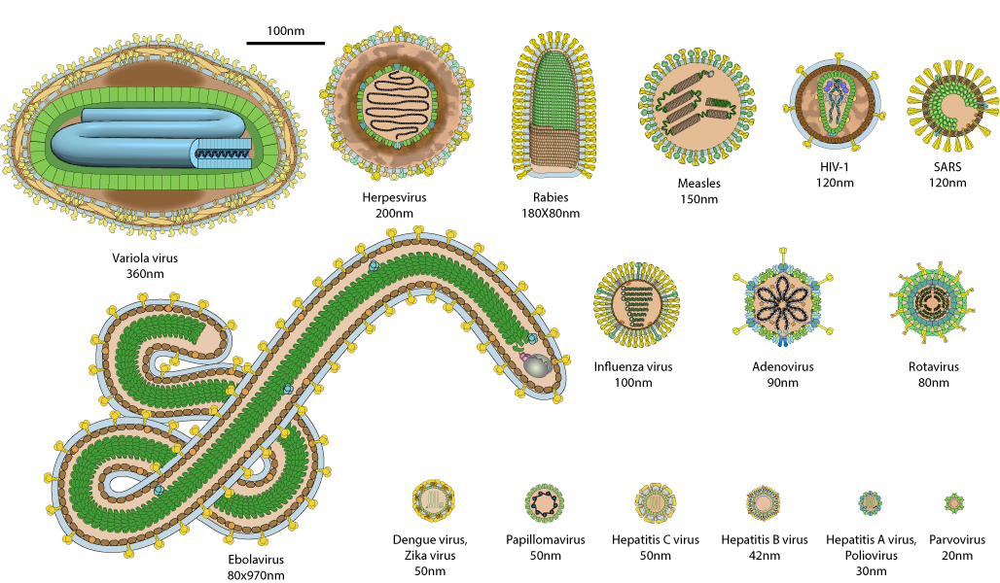 100nm
Variola virus
360nm
Herpesvirus
200nm
Rabies
180X80nm
Measles
150nm
HIV-1
120nm
SARS
120nm
Ebolavirus
80x970nm
Influenza virus
100nm
Adenovirus
90nm
Rotavirus
80nm
Dengue virus,
Zika virus
50nm
Papillomavirus
50nm
Hepatitis C virus
50nm
Hepatitis B virus
42nm
Hepatitis A virus,
Poliovirus
30nm
Parvovirus
20nm